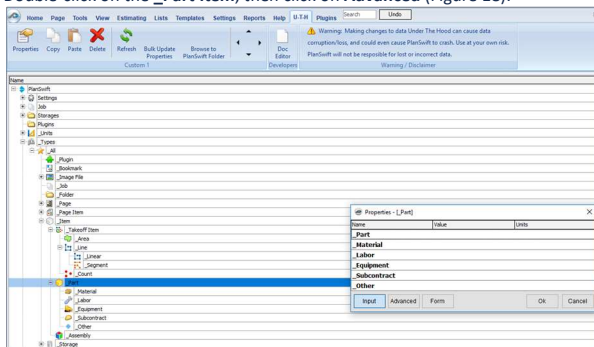 Double-click on the _Part item, then click on Advanced (Figure 28).
Home Page Tools View Estimating Lists Templates Settings Reports Help U-T-H Plugins Search Undo
Properties Copy Paste Delete Refresh Bulk Update Properties Browse to PlanSwift Folder Doc Editor
Warning: Making changes to data Under The Hood can cause data
corruption/loss, and could even cause PlanSwift to crash. Use at your own risk.
PlanSwift will not be resposible for lost or incorrect data.
Custom 1 Developers Warning / Disclaimer
Name
PlanSwift
Settings
Job
Storages
Plugins
_Units
_Types
_All
_Plugin
_Bookmark
_Image File
_Job
_Folder
_Page
_Page Item
_Item
_Takeoff Item
_Area
_Line
_Linear
_Segment
_Count
_Part
_Material
_Labor
_Equipment
_Subcontract
_Other
_Assembly
_Storage
Properties - [_Part]
Name Value Units
_Part
_Material
_Labor
_Equipment
_Subcontract
_Other
Input Advanced Form Ok Cancel